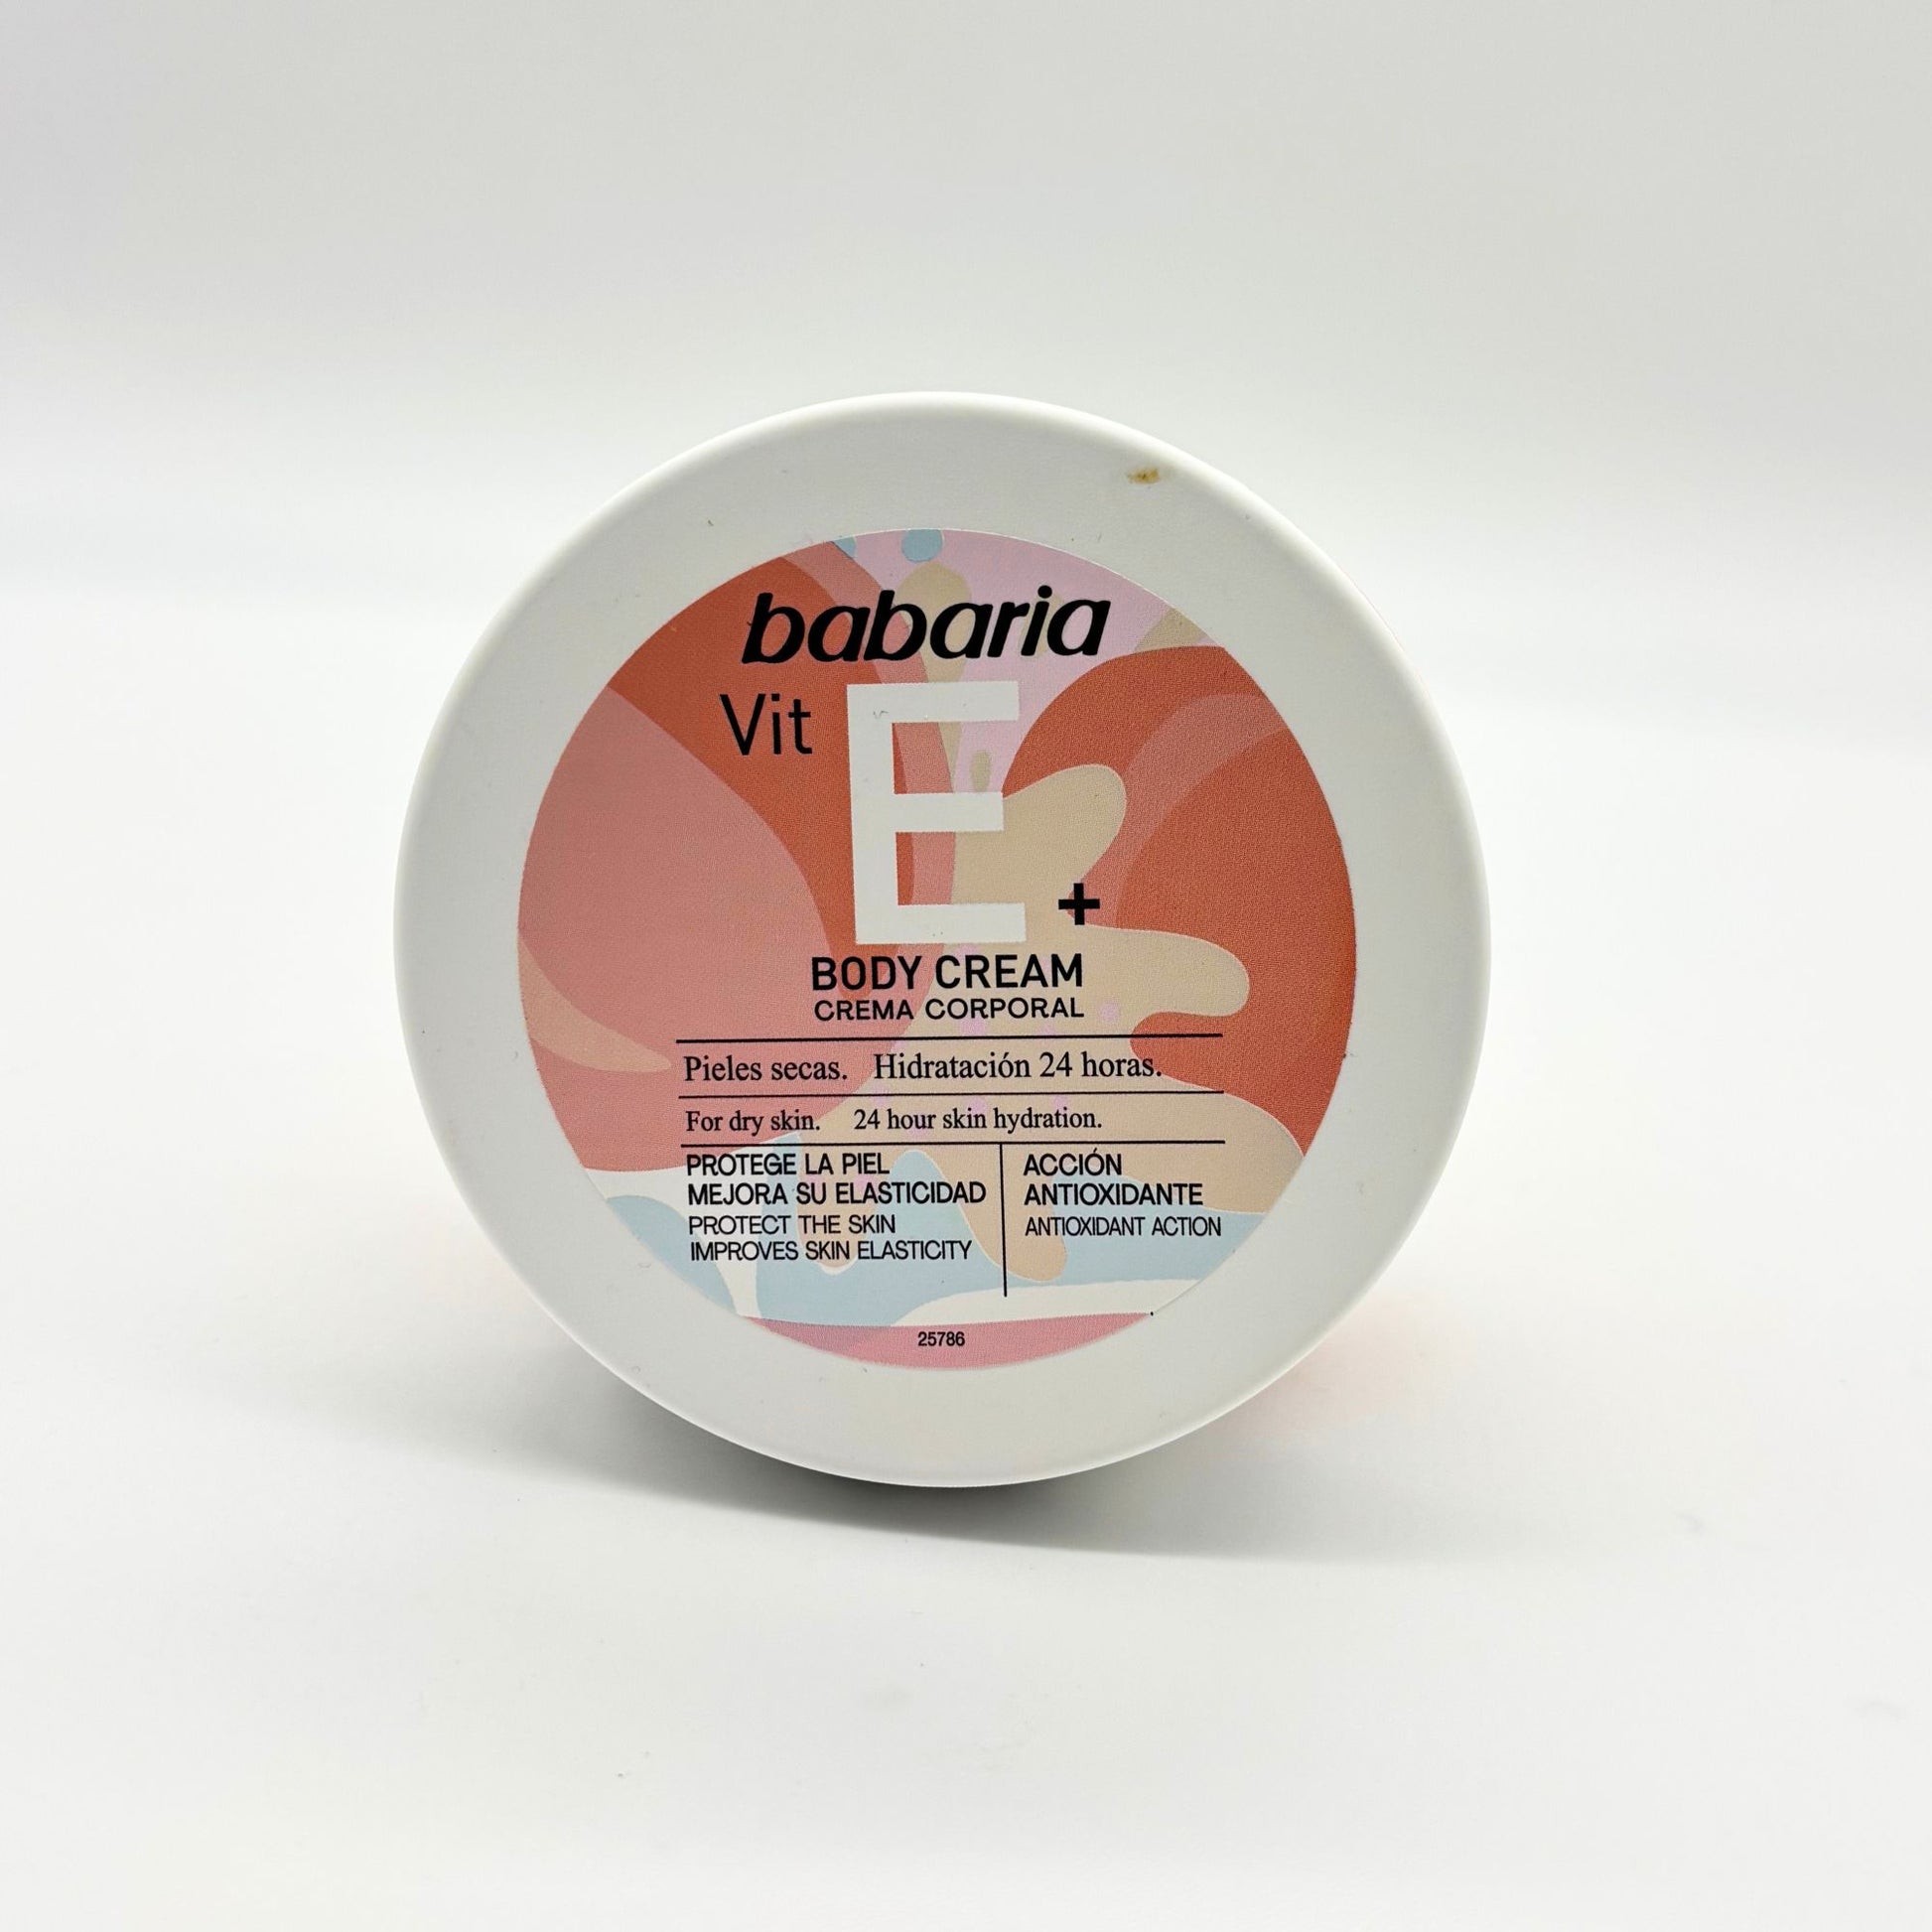 babaria
Vit E+
BODY CREAM
CREMA CORPORAL
Pieles secas. Hidratación 24 horas.
For dry skin. 24 hour skin hydration.
PROTEGE LA PIEL
MEJORA SU ELASTICIDAD
PROTECT THE SKIN
IMPROVES SKIN ELASTICITY
ACCIÓN
ANTIOXIDANTE
ANTIOXIDANT ACTION
25786